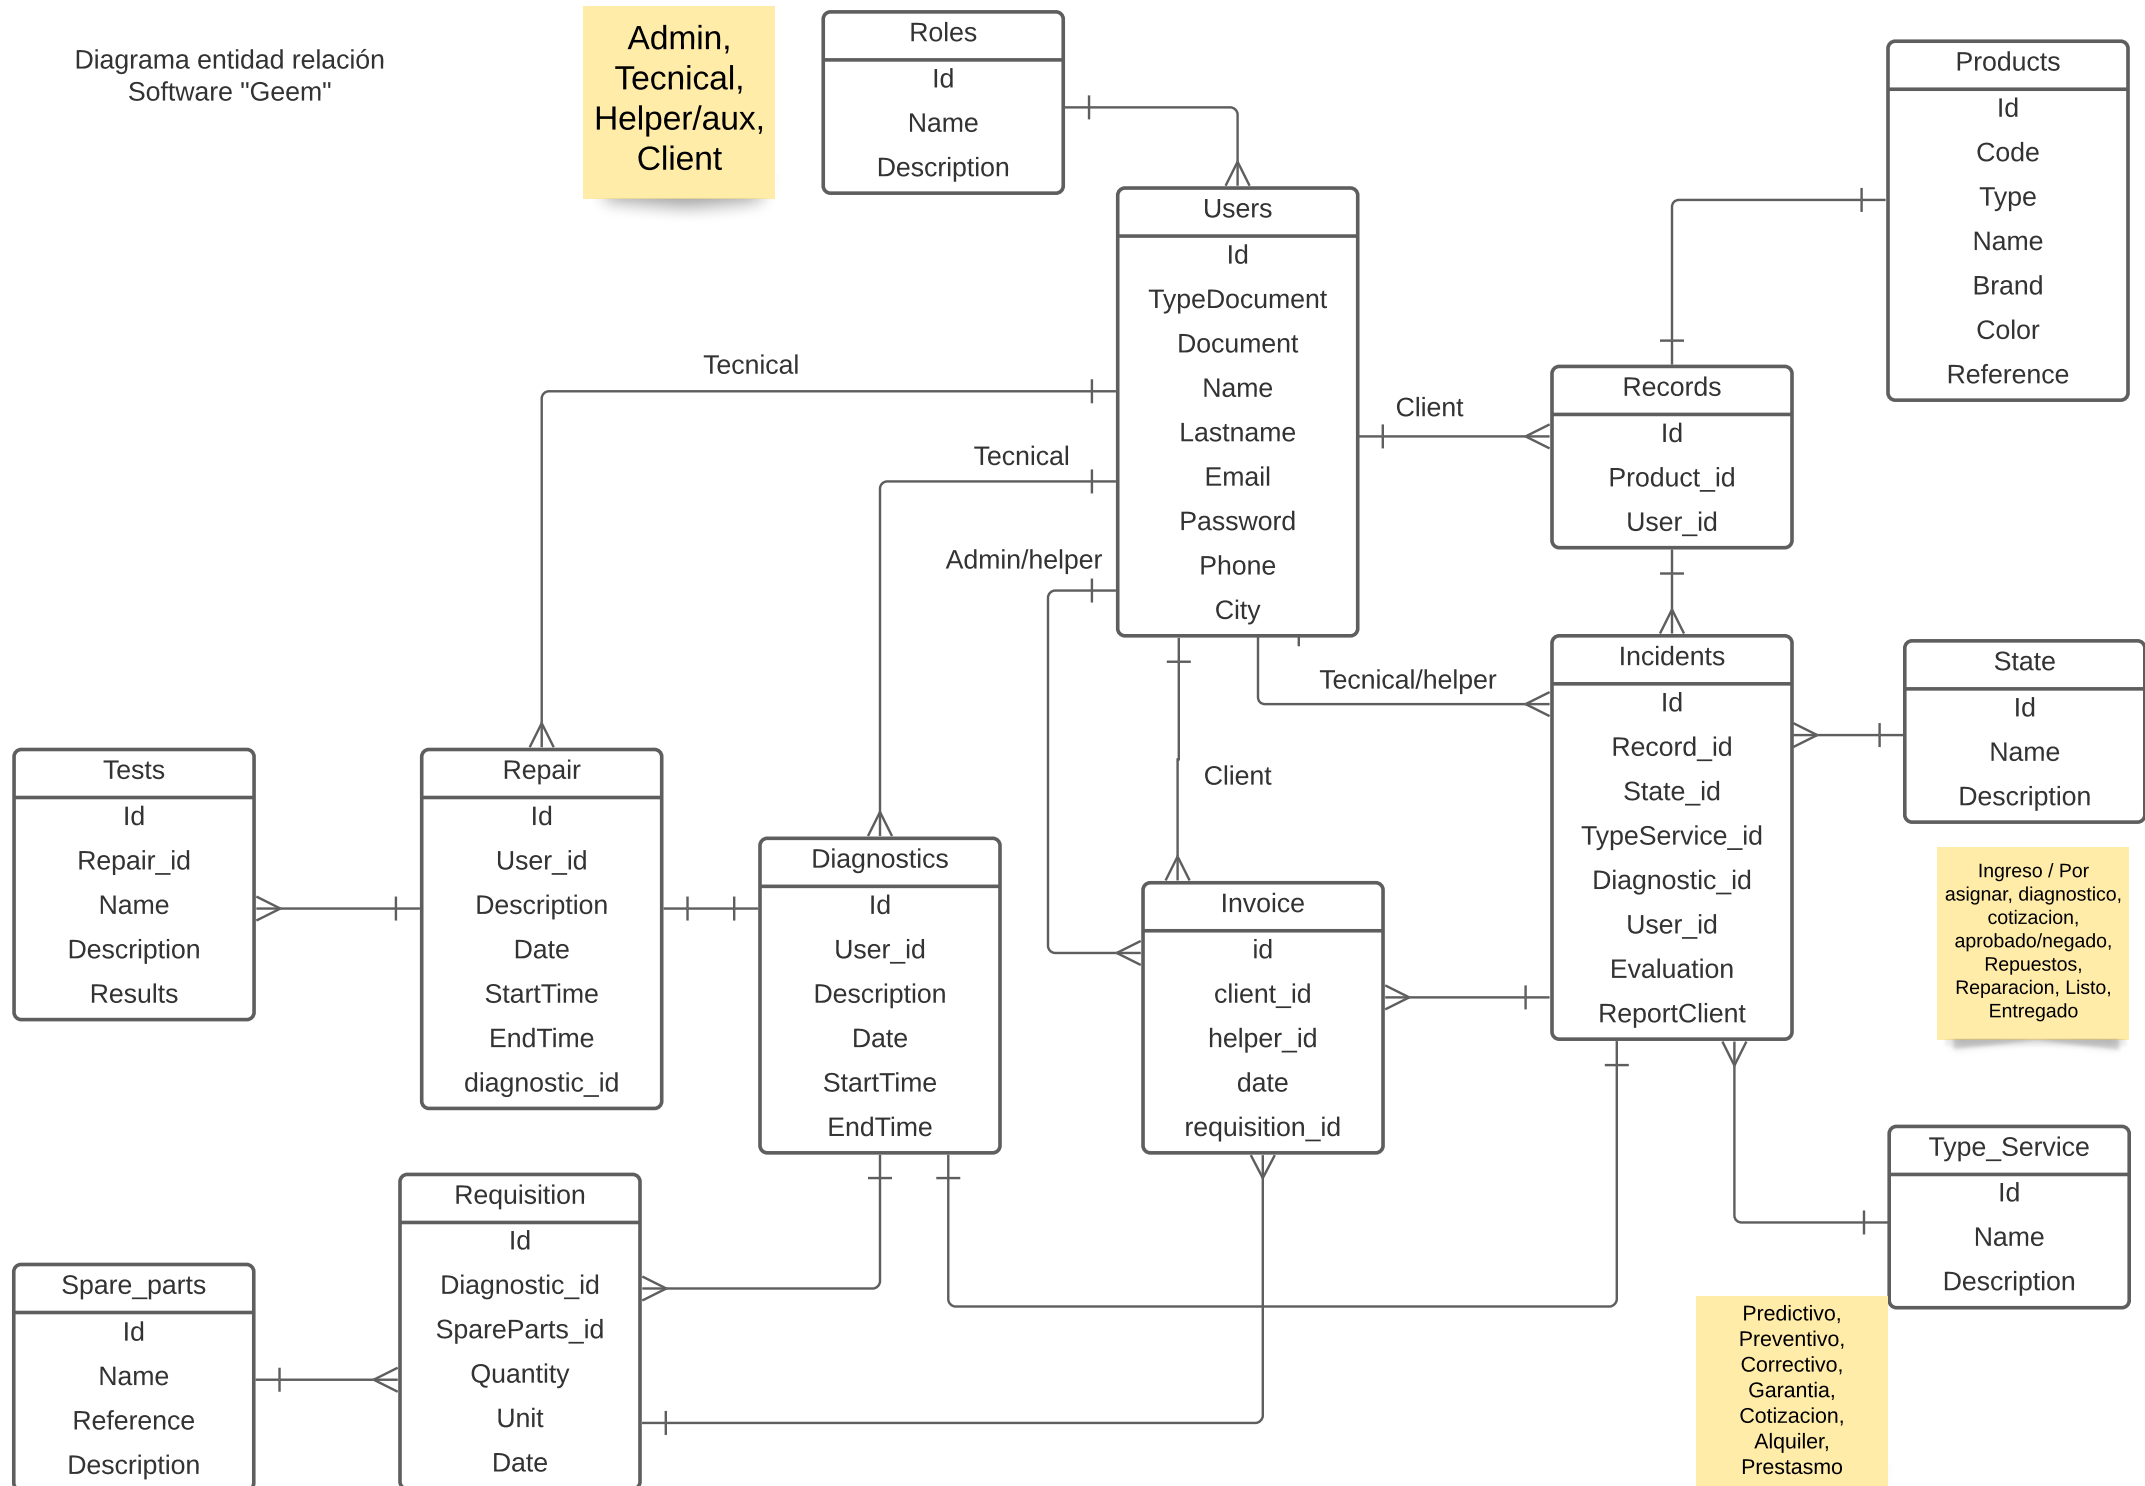 Diagrama entidad relación
Software "Geem"
Admin,
Tecnical,
Helper/aux,
Client
Roles
Id
Name
Description
Products
Id
Code
Type
Name
Brand
Color
Reference
Users
Id
TypeDocument
Document
Name
Lastname
Email
Password
Phone
City
Tecnical
Tecnical
Admin/helper
Client
Records
Id
Product_id
User_id
Tecnical/helper
Client
Incidents
Id
Record_id
State_id
TypeService_id
Diagnostic_id
User_id
Evaluation
ReportClient
State
Id
Name
Description
Ingreso / Por
asignar, diagnostico,
cotizacion,
aprobado/negado,
Repuestos,
Reparacion, Listo,
Entregado
Tests
Id
Repair_id
Name
Description
Results
Repair
Id
User_id
Description
Date
StartTime
EndTime
diagnostic_id
Diagnostics
Id
User_id
Description
Date
StartTime
EndTime
Invoice
id
client_id
helper_id
date
requisition_id
Type_Service
Id
Name
Description
Predictivo,
Preventivo,
Correctivo,
Garantia,
Cotizacion,
Alquiler,
Prestasmo
Requisition
Id
Diagnostic_id
SpareParts_id
Quantity
Unit
Date
Spare_parts
Id
Name
Reference
Description